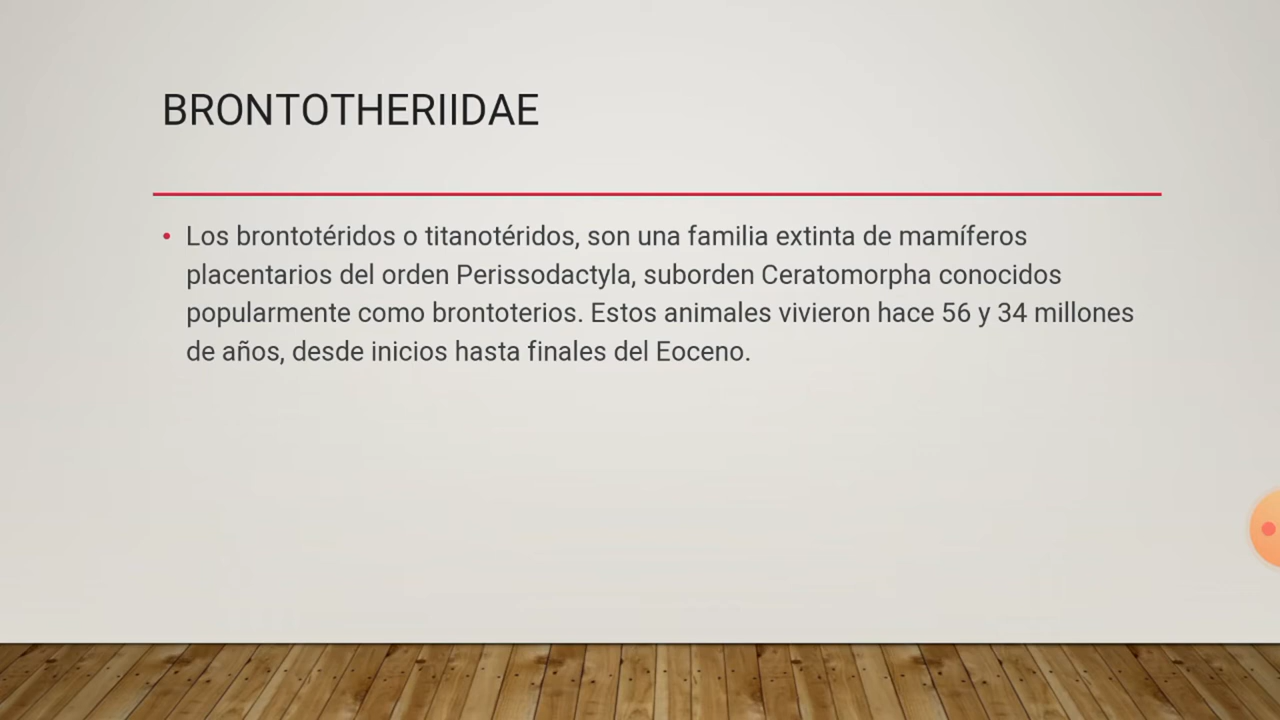 BRONTOTHERIIDAE
• Los brontotéridos o titanotéridos, son una familia extinta de mamíferos
placentarios del orden Perissodactyla, suborden Ceratomorpha conocidos
popularmente como brontoterios. Estos animales vivieron hace 56 y 34 millones
de años, desde inicios hasta finales del Eoceno.